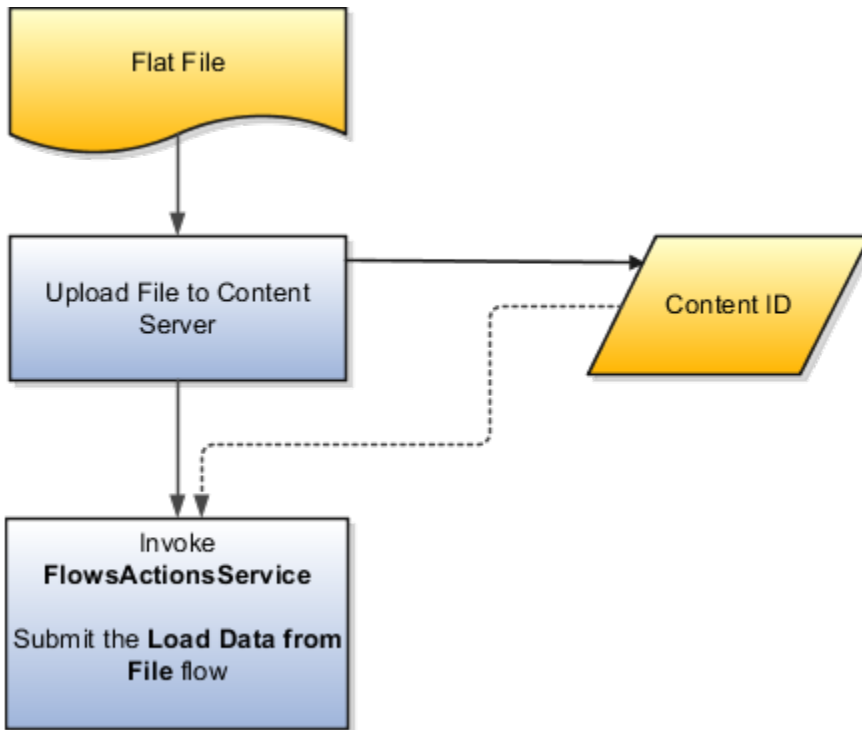 Flat File
Upload File to Content
Server
Content ID
Invoke
FlowsActionsService
Submit the Load Data from
File flow